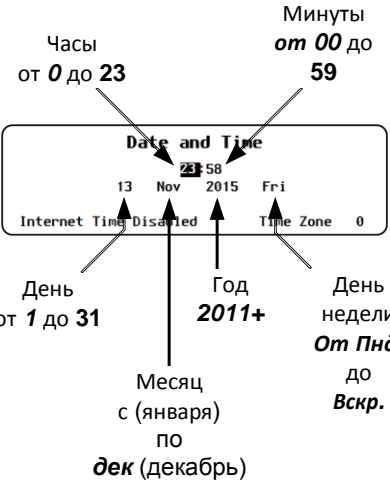 Минуты
от 00 до
59
Часы
от 0 до 23
Date and Time
23:58
13 Nov 2015 Fri
Internet Time Disabled Time Zone 0
День
от 1 до 31
Год
2011+
День
недели
От Пнд
до
Вскр.
Месяц
с (января)
по
дек (декабрь)